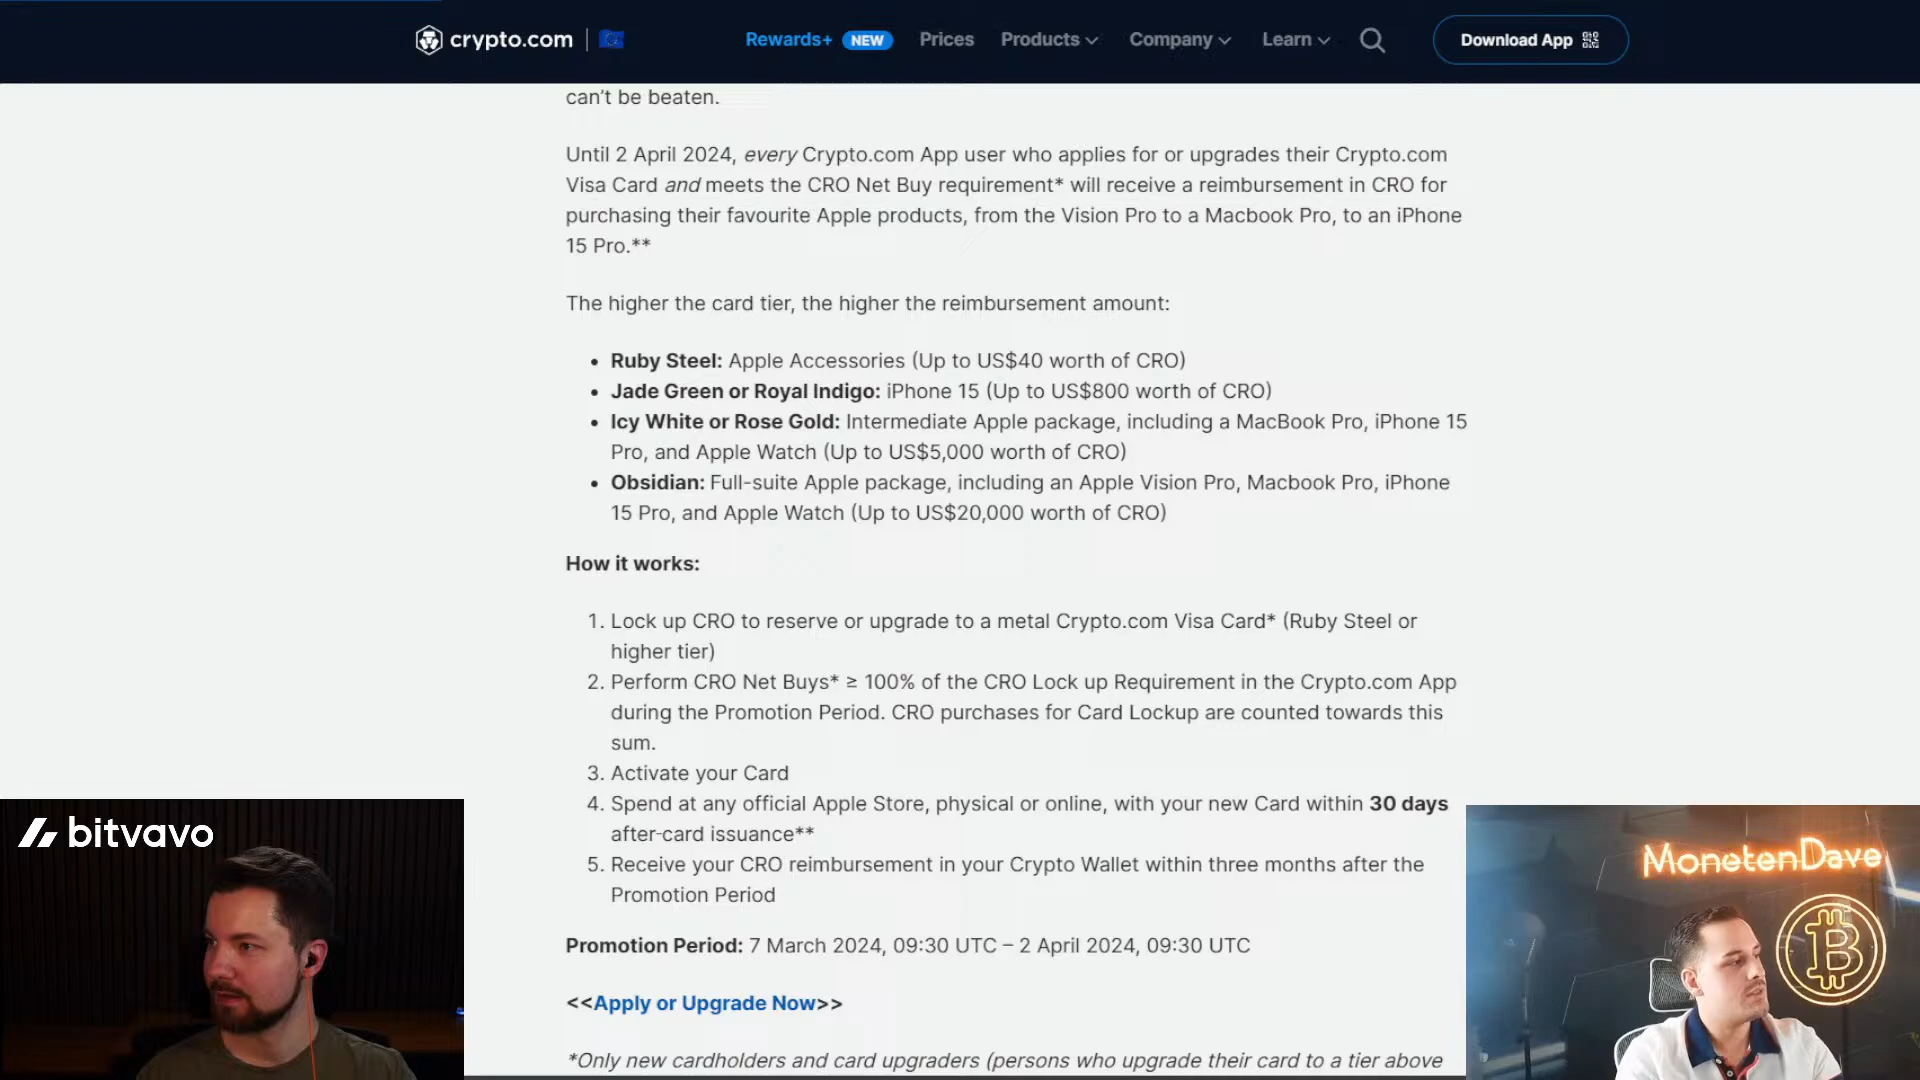 crypto.com
Rewards+ NEW Prices Products Company Learn Download App
can’t be beaten.
Until 2 April 2024, every Crypto.com App user who applies for or upgrades their Crypto.com
Visa Card and meets the CRO Net Buy requirement* will receive a reimbursement in CRO for
purchasing their favourite Apple products, from the Vision Pro to a Macbook Pro, to an iPhone
15 Pro.**
The higher the card tier, the higher the reimbursement amount:
• Ruby Steel: Apple Accessories (Up to US$40 worth of CRO)
• Jade Green or Royal Indigo: iPhone 15 (Up to US$800 worth of CRO)
• Icy White or Rose Gold: Intermediate Apple package, including a MacBook Pro, iPhone 15
Pro, and Apple Watch (Up to US$5,000 worth of CRO)
• Obsidian: Full-suite Apple package, including an Apple Vision Pro, Macbook Pro, iPhone
15 Pro, and Apple Watch (Up to US$20,000 worth of CRO)
How it works:
1. Lock up CRO to reserve or upgrade to a metal Crypto.com Visa Card* (Ruby Steel or
higher tier)
2. Perform CRO Net Buys* ≥ 100% of the CRO Lock up Requirement in the Crypto.com App
during the Promotion Period. CRO purchases for Card Lockup are counted towards this
sum.
3. Activate your Card
4. Spend at any official Apple Store, physical or online, with your new Card within 30 days
after card issuance**
5. Receive your CRO reimbursement in your Crypto Wallet within three months after the
Promotion Period
Promotion Period: 7 March 2024, 09:30 UTC – 2 April 2024, 09:30 UTC
<<Apply or Upgrade Now>>
*Only new cardholders and card upgraders (persons who upgrade their card to a tier above
bitvavo
MonetenDave